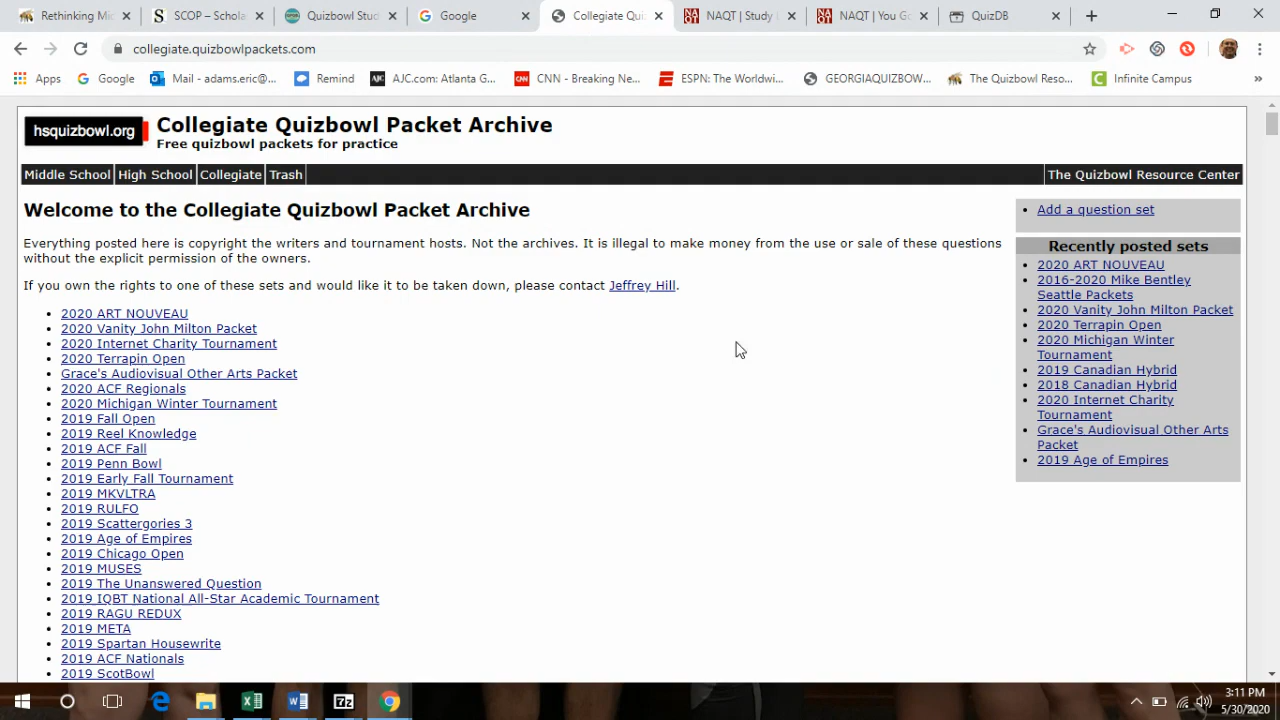 Rethinking Mi
SCOP – Schola
Quizbowl Stu
Google
Collegiate Qui
NAQT | Study
NAQT | You G
QuizDB
collegiate.quizbowlpackets.com
Apps
Google
Mail - adams.eric@...
Remind
AJC.com: Atlanta G...
CNN - Breaking Ne...
ESPN: The Worldwi...
GEORGIAQUIZBOW...
The Quizbowl Reso...
Infinite Campus
»
hsquizbowl.org
Collegiate Quizbowl Packet Archive
Free quizbowl packets for practice
Middle School High School Collegiate Trash
The Quizbowl Resource Center
Welcome to the Collegiate Quizbowl Packet Archive
Everything posted here is copyright the writers and tournament hosts. Not the archives. It is illegal to make money from the use or sale of these questions
without the explicit permission of the owners.
If you own the rights to one of these sets and would like it to be taken down, please contact Jeffrey Hill.
• 2020 ART NOUVEAU
• 2020 Vanity John Milton Packet
• 2020 Internet Charity Tournament
• 2020 Terrapin Open
• Grace's Audiovisual Other Arts Packet
• 2020 ACF Regionals
• 2020 Michigan Winter Tournament
• 2019 Fall Open
• 2019 Reel Knowledge
• 2019 ACF Fall
• 2019 Penn Bowl
• 2019 Early Fall Tournament
• 2019 MKVLTRA
• 2019 RULFO
• 2019 Scattergories 3
• 2019 Age of Empires
• 2019 Chicago Open
• 2019 MUSES
• 2019 The Unanswered Question
• 2019 IQBT National All-Star Academic Tournament
• 2019 RAGU REDUX
• 2019 META
• 2019 Spartan Housewrite
• 2019 ACF Nationals
• 2019 ScotBowl
• Add a question set
Recently posted sets
• 2020 ART NOUVEAU
• 2016-2020 Mike Bentley
Seattle Packets
• 2020 Vanity John Milton Packet
• 2020 Terrapin Open
• 2020 Michigan Winter
Tournament
• 2019 Canadian Hybrid
• 2018 Canadian Hybrid
• 2020 Internet Charity
Tournament
• Grace's Audiovisual Other Arts
Packet
• 2019 Age of Empires
7z
3:11 PM
5/30/2020